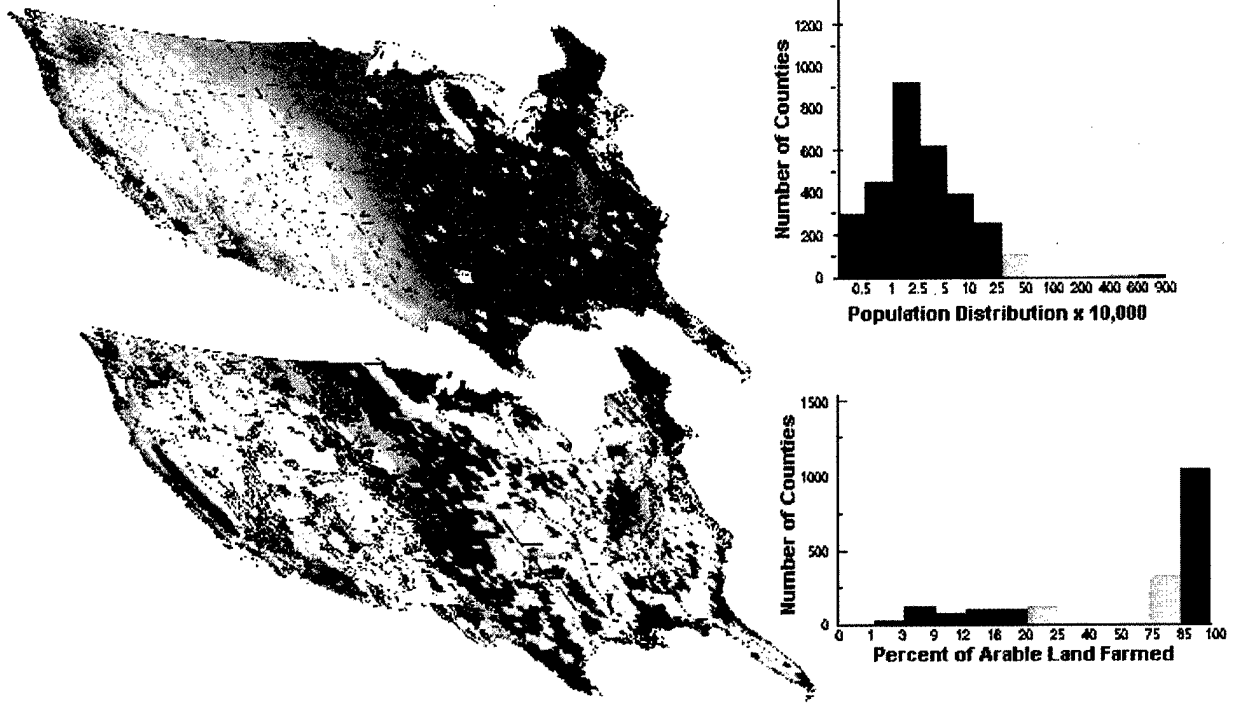 1200
1000
800
600
400
200
0
Number of Counties
0.5 1 2.5 5 10 25 50 100 200 400 600 900
Population Distribution x 10,000
1500
1000
500
0
Number of Counties
0 1 3 9 12 16 20 25 40 50 75 85 100
Percent of Arable Land Farmed